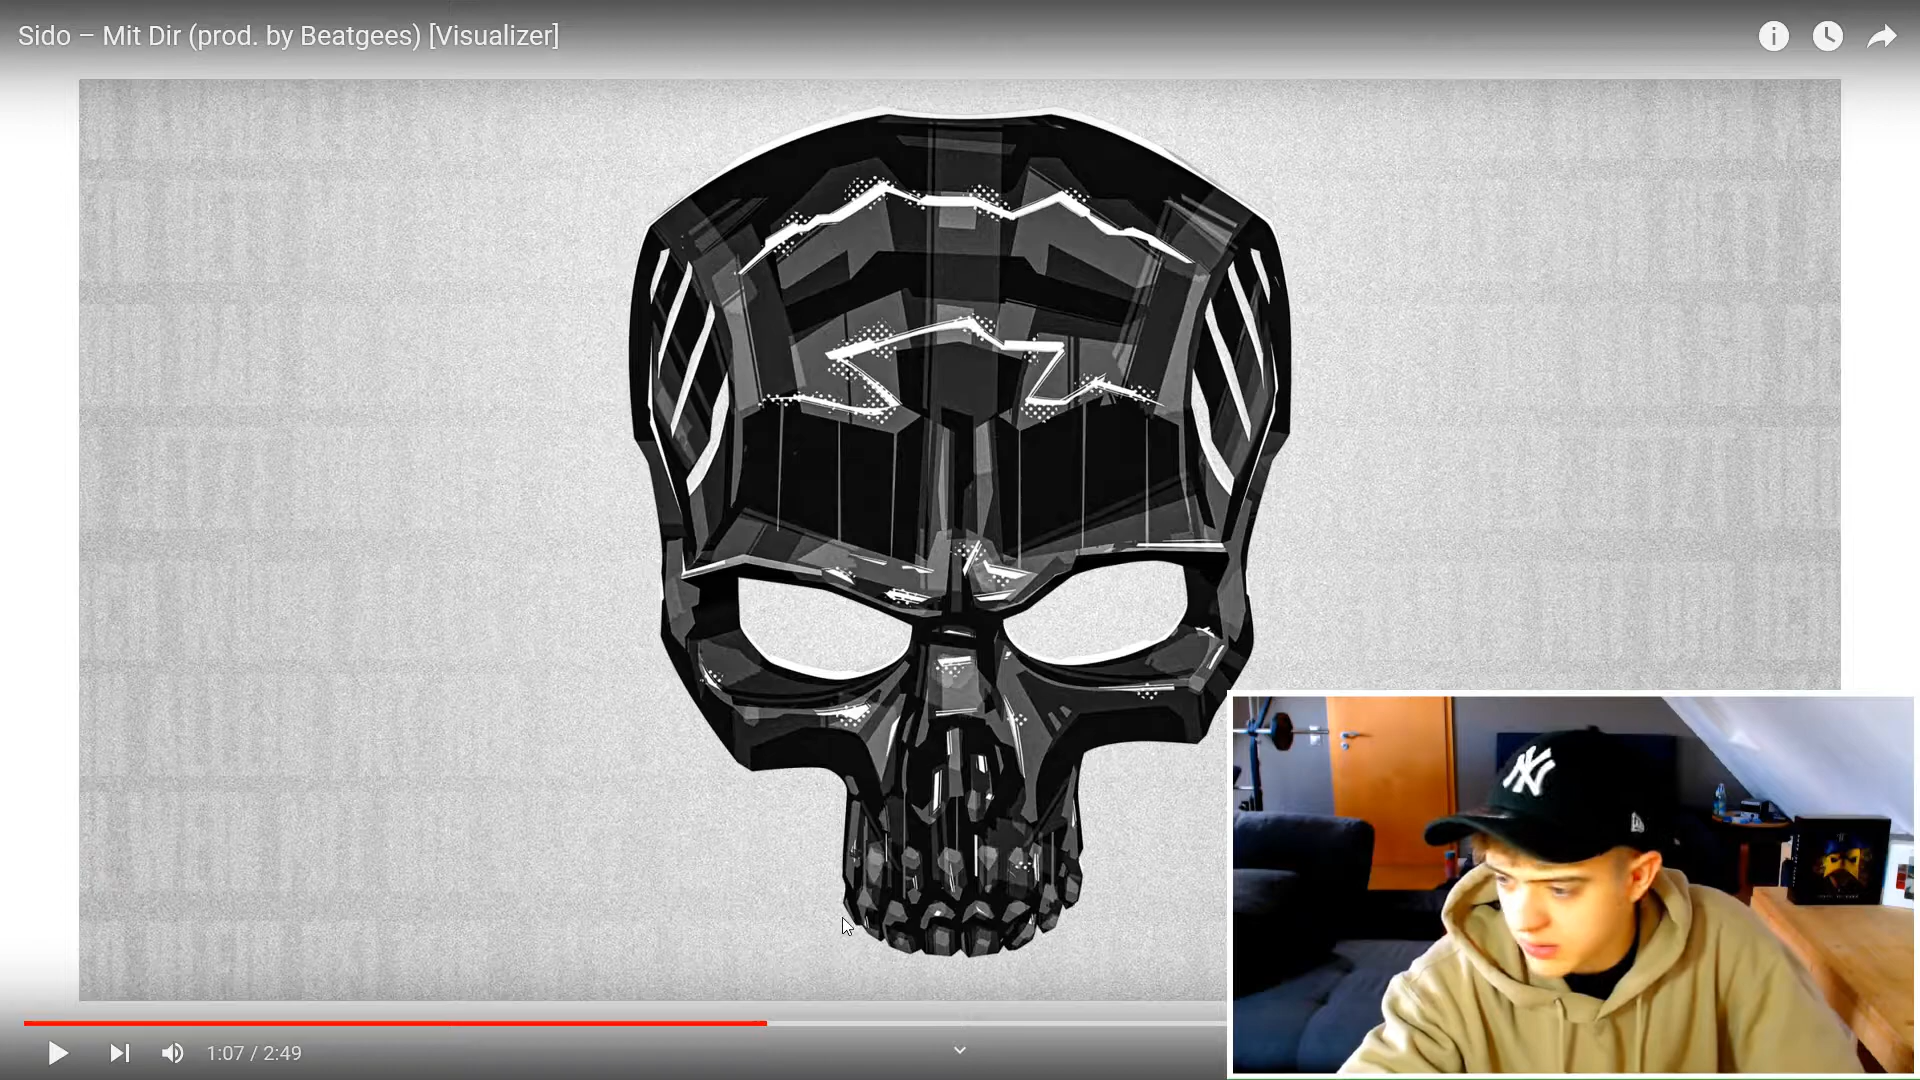 Sido – Mit Dir (prod. by Beatgees) [Visualizer]
NY
1:07 / 2:49